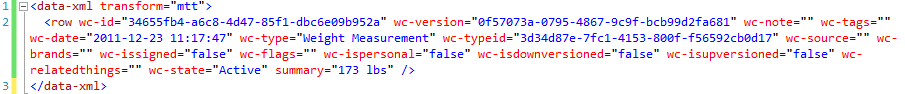 1 <data-xml transform="mtt">
2 <row wc-id="34655fb4-a6c8-4d47-85f1-dbc6e09b952a" wc-version="0f57073a-0795-4867-9c9f-bcb99d2fa681" wc-note="" wc-tags=""
wc-date="2011-12-23 11:17:47" wc-type="Weight Measurement" wc-typeid="3d34d87e-7fc1-4153-800f-f56592cb0d17" wc-source="" wc-
brands="" wc-issigned="false" wc-flags="" wc-ispersonal="false" wc-isdownversioned="false" wc-isupversioned="false" wc-
relatedthings="" wc-state="Active" summary="173 lbs" />
3 </data-xml>